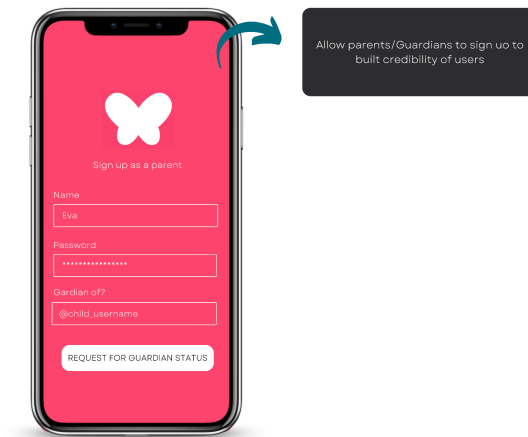 Allow parents/Guardians to sign uo to
built credibility of users
Sign up as a parent
Name
Eva
Password
****************
Gardian of?
@child_username
REQUEST FOR GUARDIAN STATUS